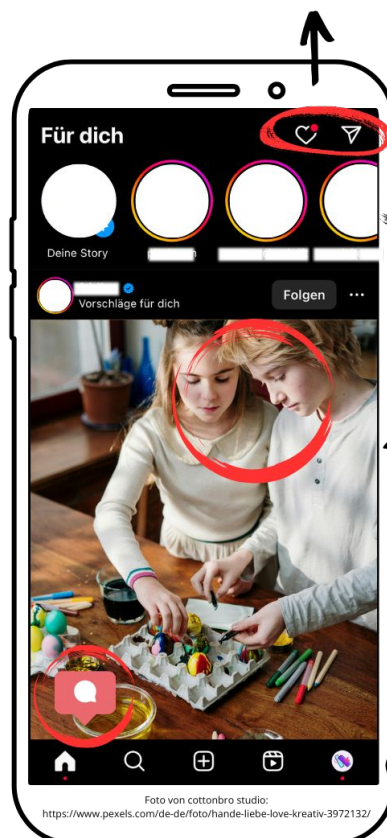 Für dich
Deine Story
Vorschläge für dich
Folgen
Foto von cottonbro studio:
https://www.pexels.com/de-de/foto/hande-liebe-love-kreativ-3972132/